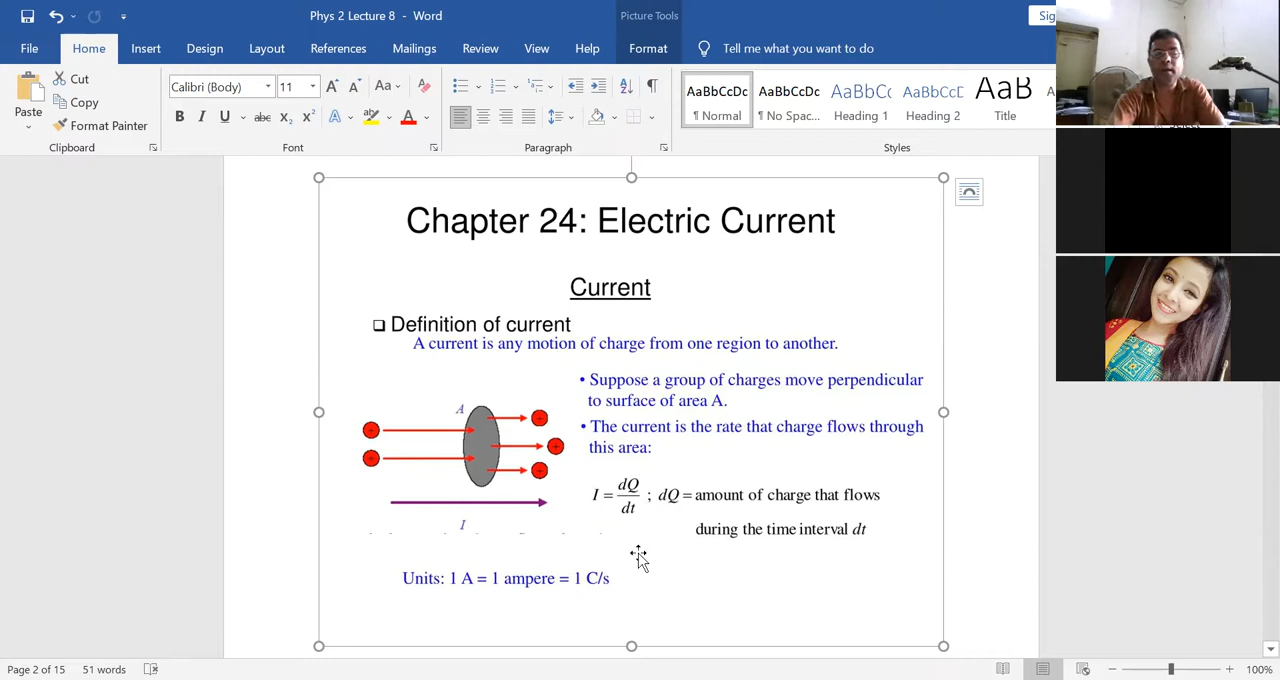 Phys 2 Lecture 8 - Word
Picture Tools
Sig
File
Home
Insert
Design
Layout
References
Mailings
Review
View
Help
Format
Tell me what you want to do
Paste
Cut
Copy
Format Painter
Clipboard
Calibri (Body)
11
Aa
B I U abc X₂ X²
A
A
Font
Paragraph
AaBbCcDc
¶ Normal
AaBbCcDc
¶ No Spac...
AaBbCc
Heading 1
AaBbCcD
Heading 2
AaB
Title
Styles
Chapter 24: Electric Current
Current
Definition of current
A current is any motion of charge from one region to another.
• Suppose a group of charges move perpendicular
to surface of area A.
• The current is the rate that charge flows through
this area:
A
I
I = dQ/dt ; dQ = amount of charge that flows
during the time interval dt
Units: 1 A = 1 ampere = 1 C/s
Page 2 of 15
51 words
100%